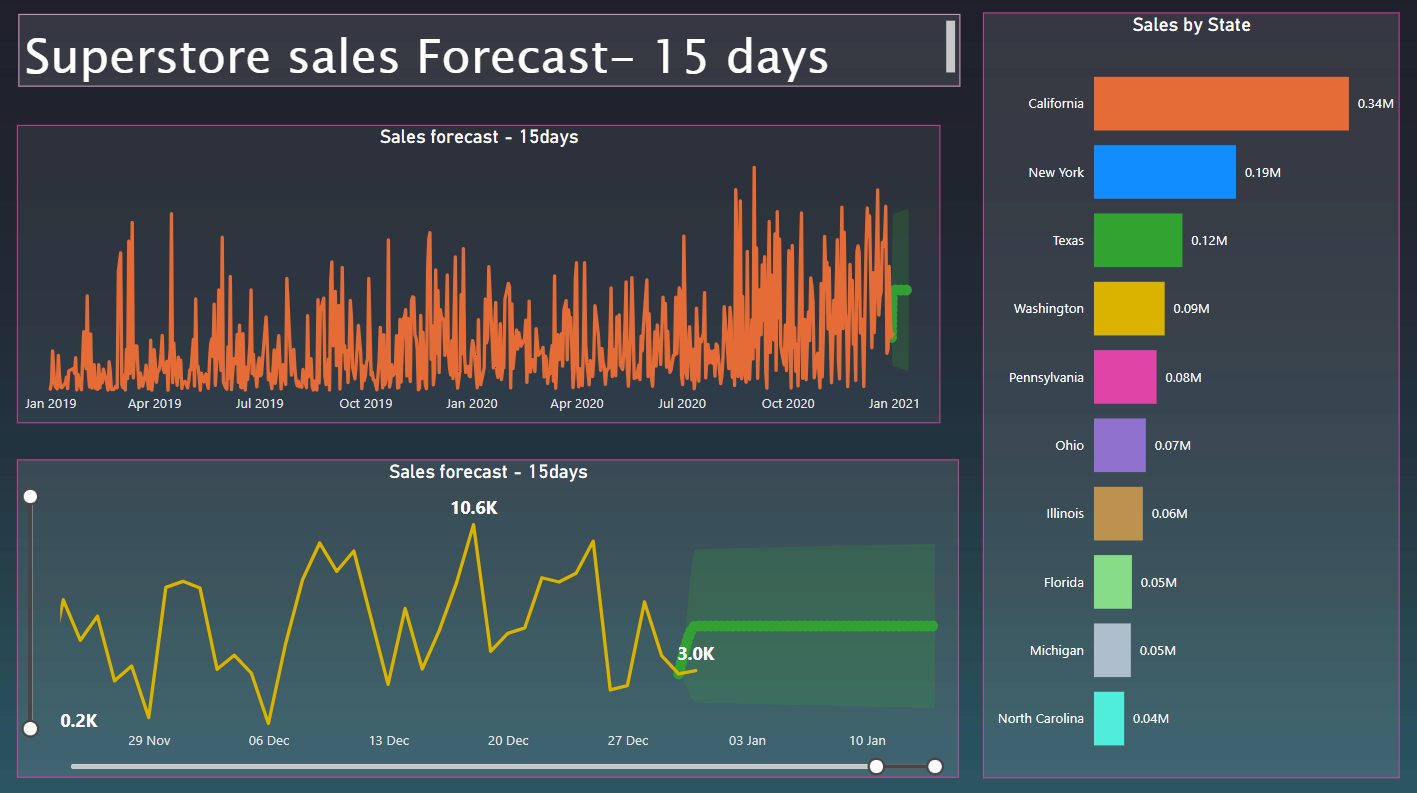 Superstore sales Forecast- 15 days
Sales forecast - 15days
Jan 2019 Apr 2019 Jul 2019 Oct 2019 Jan 2020 Apr 2020 Jul 2020 Oct 2020 Jan 2021
Sales forecast - 15days
10.6K
3.0K
0.2K
29 Nov 06 Dec 13 Dec 20 Dec 27 Dec 03 Jan 10 Jan
Sales by State
California 0.34M
New York 0.19M
Texas 0.12M
Washington 0.09M
Pennsylvania 0.08M
Ohio 0.07M
Illinois 0.06M
Florida 0.05M
Michigan 0.05M
North Carolina 0.04M